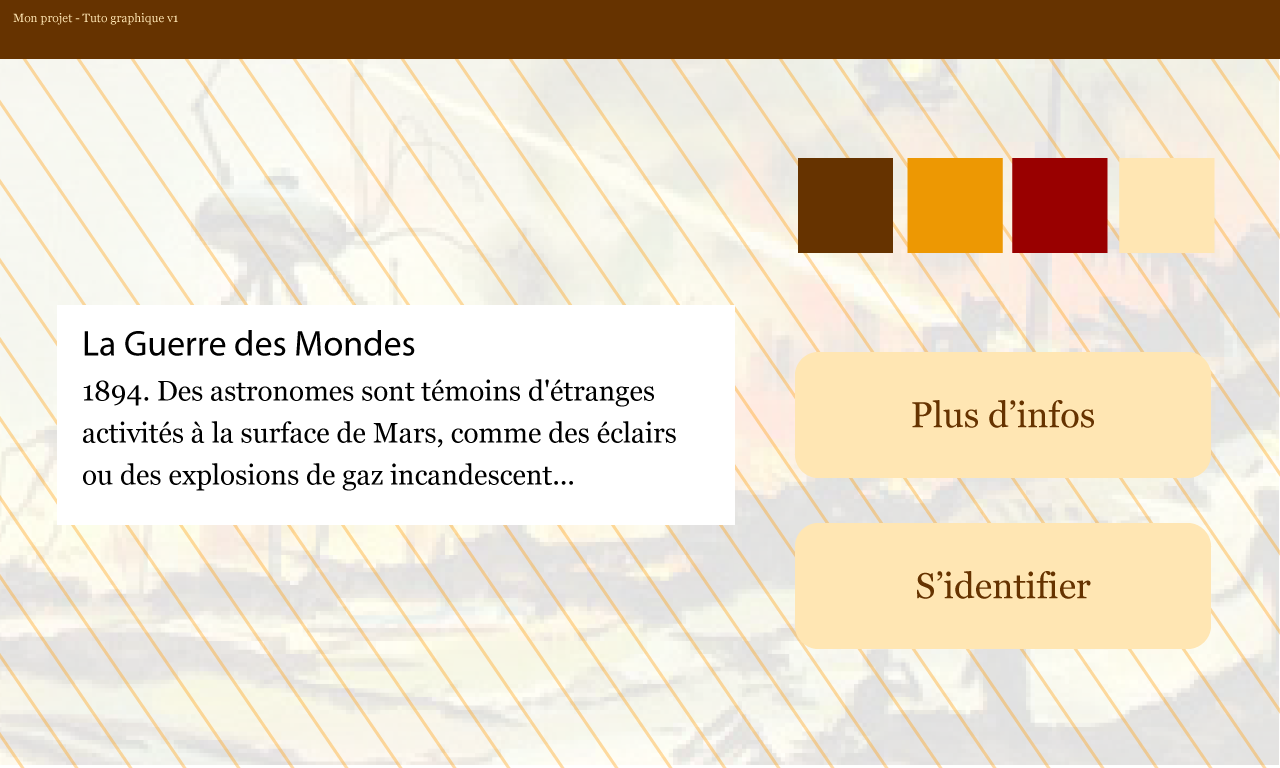 Mon projet - Tuto graphique v1
La Guerre des Mondes
1894. Des astronomes sont témoins d'étranges
activités à la surface de Mars, comme des éclairs
ou des explosions de gaz incandescent...
Plus d’infos
S’identifier